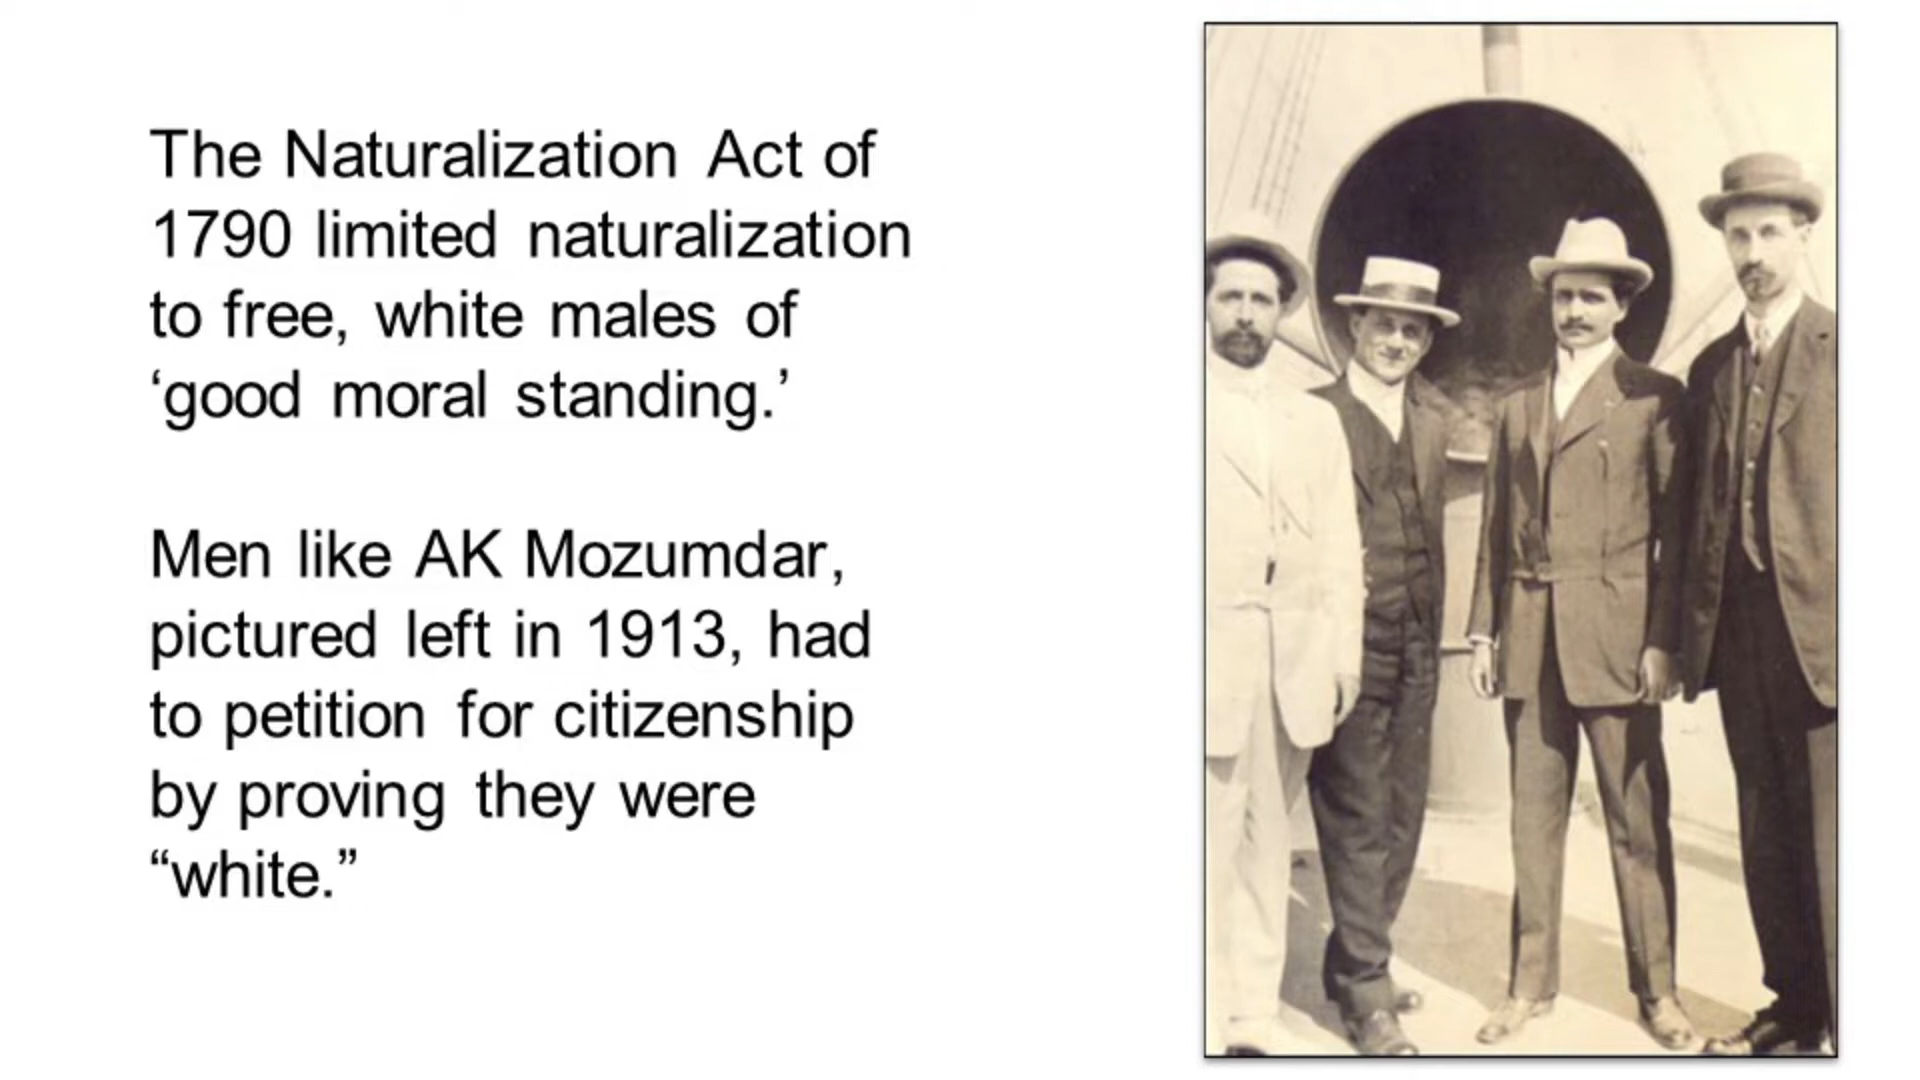 The Naturalization Act of
1790 limited naturalization
to free, white males of
‘good moral standing.’
Men like AK Mozumdar,
pictured left in 1913, had
to petition for citizenship
by proving they were
“white.”